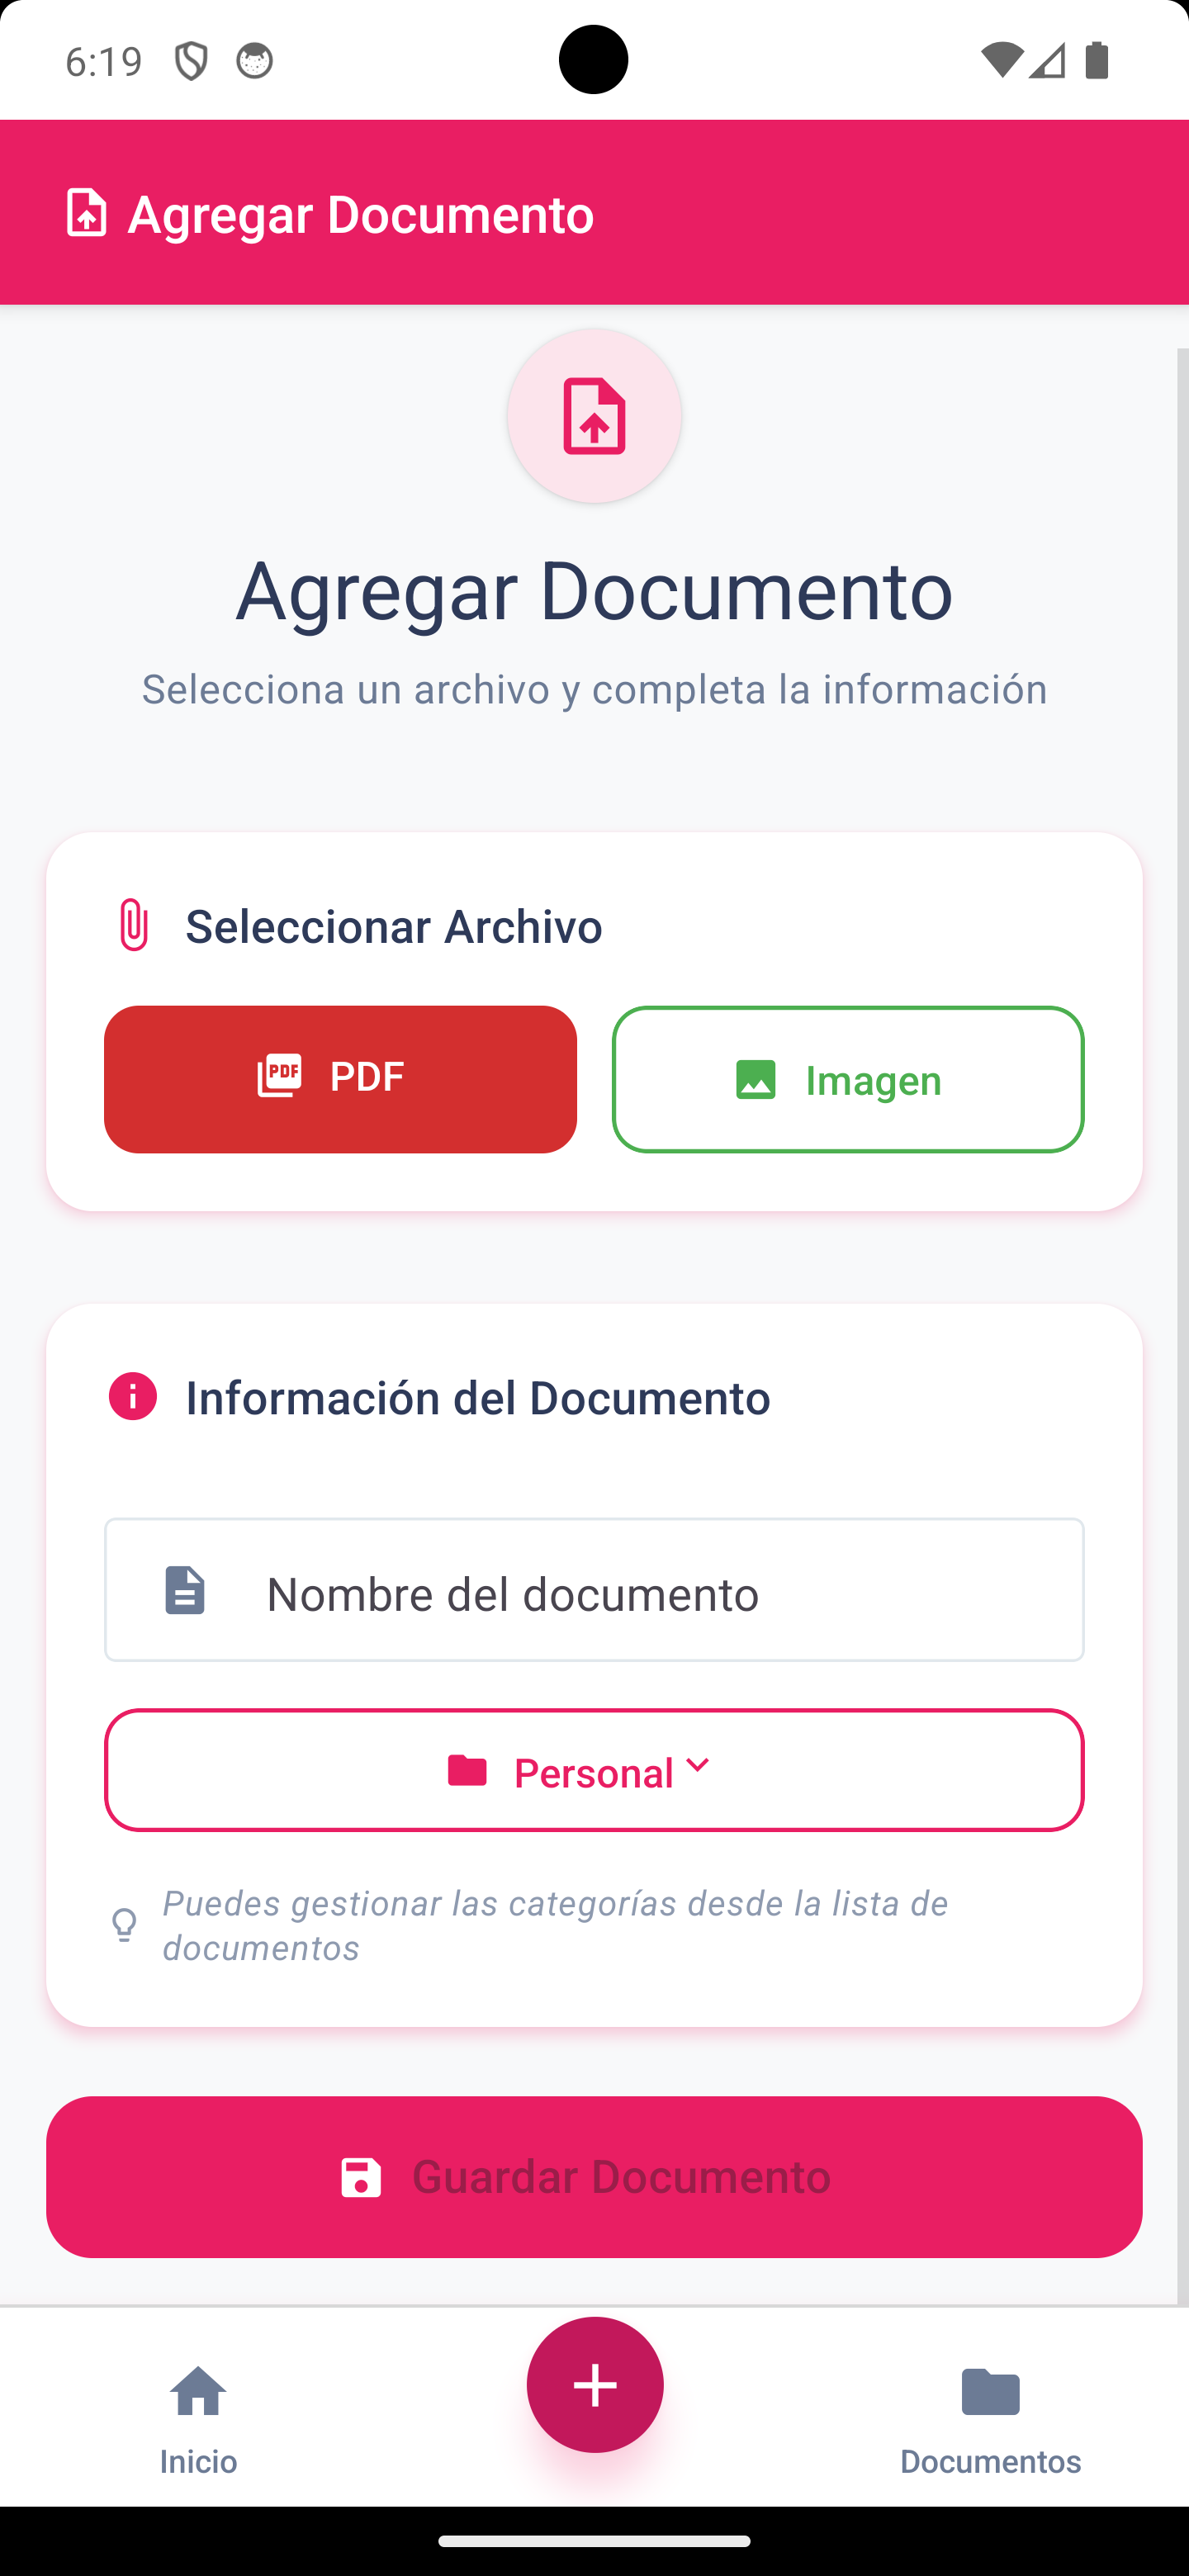 6:19
Agregar Documento
Agregar Documento
Selecciona un archivo y completa la información
Seleccionar Archivo
PDF PDF
Imagen
Información del Documento
Nombre del documento
Personal
Puedes gestionar las categorías desde la lista de
documentos
Guardar Documento
Inicio
Documentos